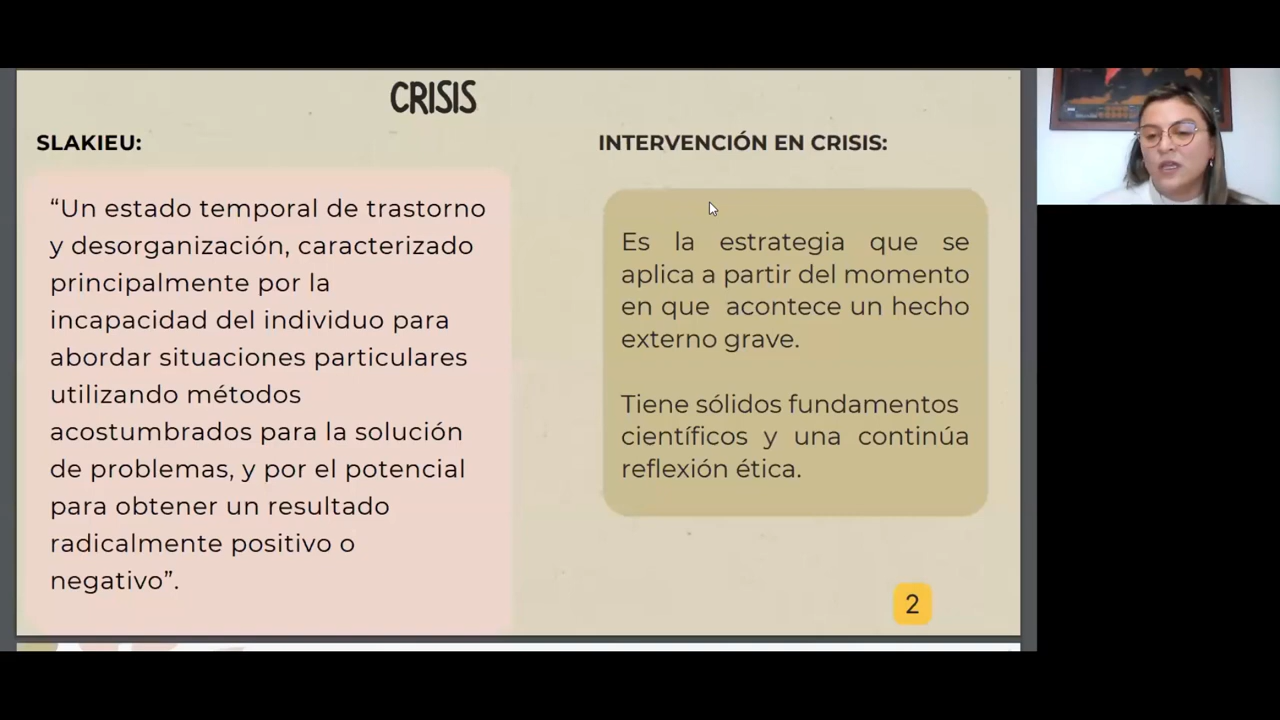 CRISIS
SLAKIEU:
“Un estado temporal de trastorno
y desorganización, caracterizado
principalmente por la
incapacidad del individuo para
abordar situaciones particulares
utilizando métodos
acostumbrados para la solución
de problemas, y por el potencial
para obtener un resultado
radicalmente positivo o
negativo”.
INTERVENCIÓN EN CRISIS:
Es la estrategia que se
aplica a partir del momento
en que acontece un hecho
externo grave.
Tiene sólidos fundamentos
científicos y una continúa
reflexión ética.
2